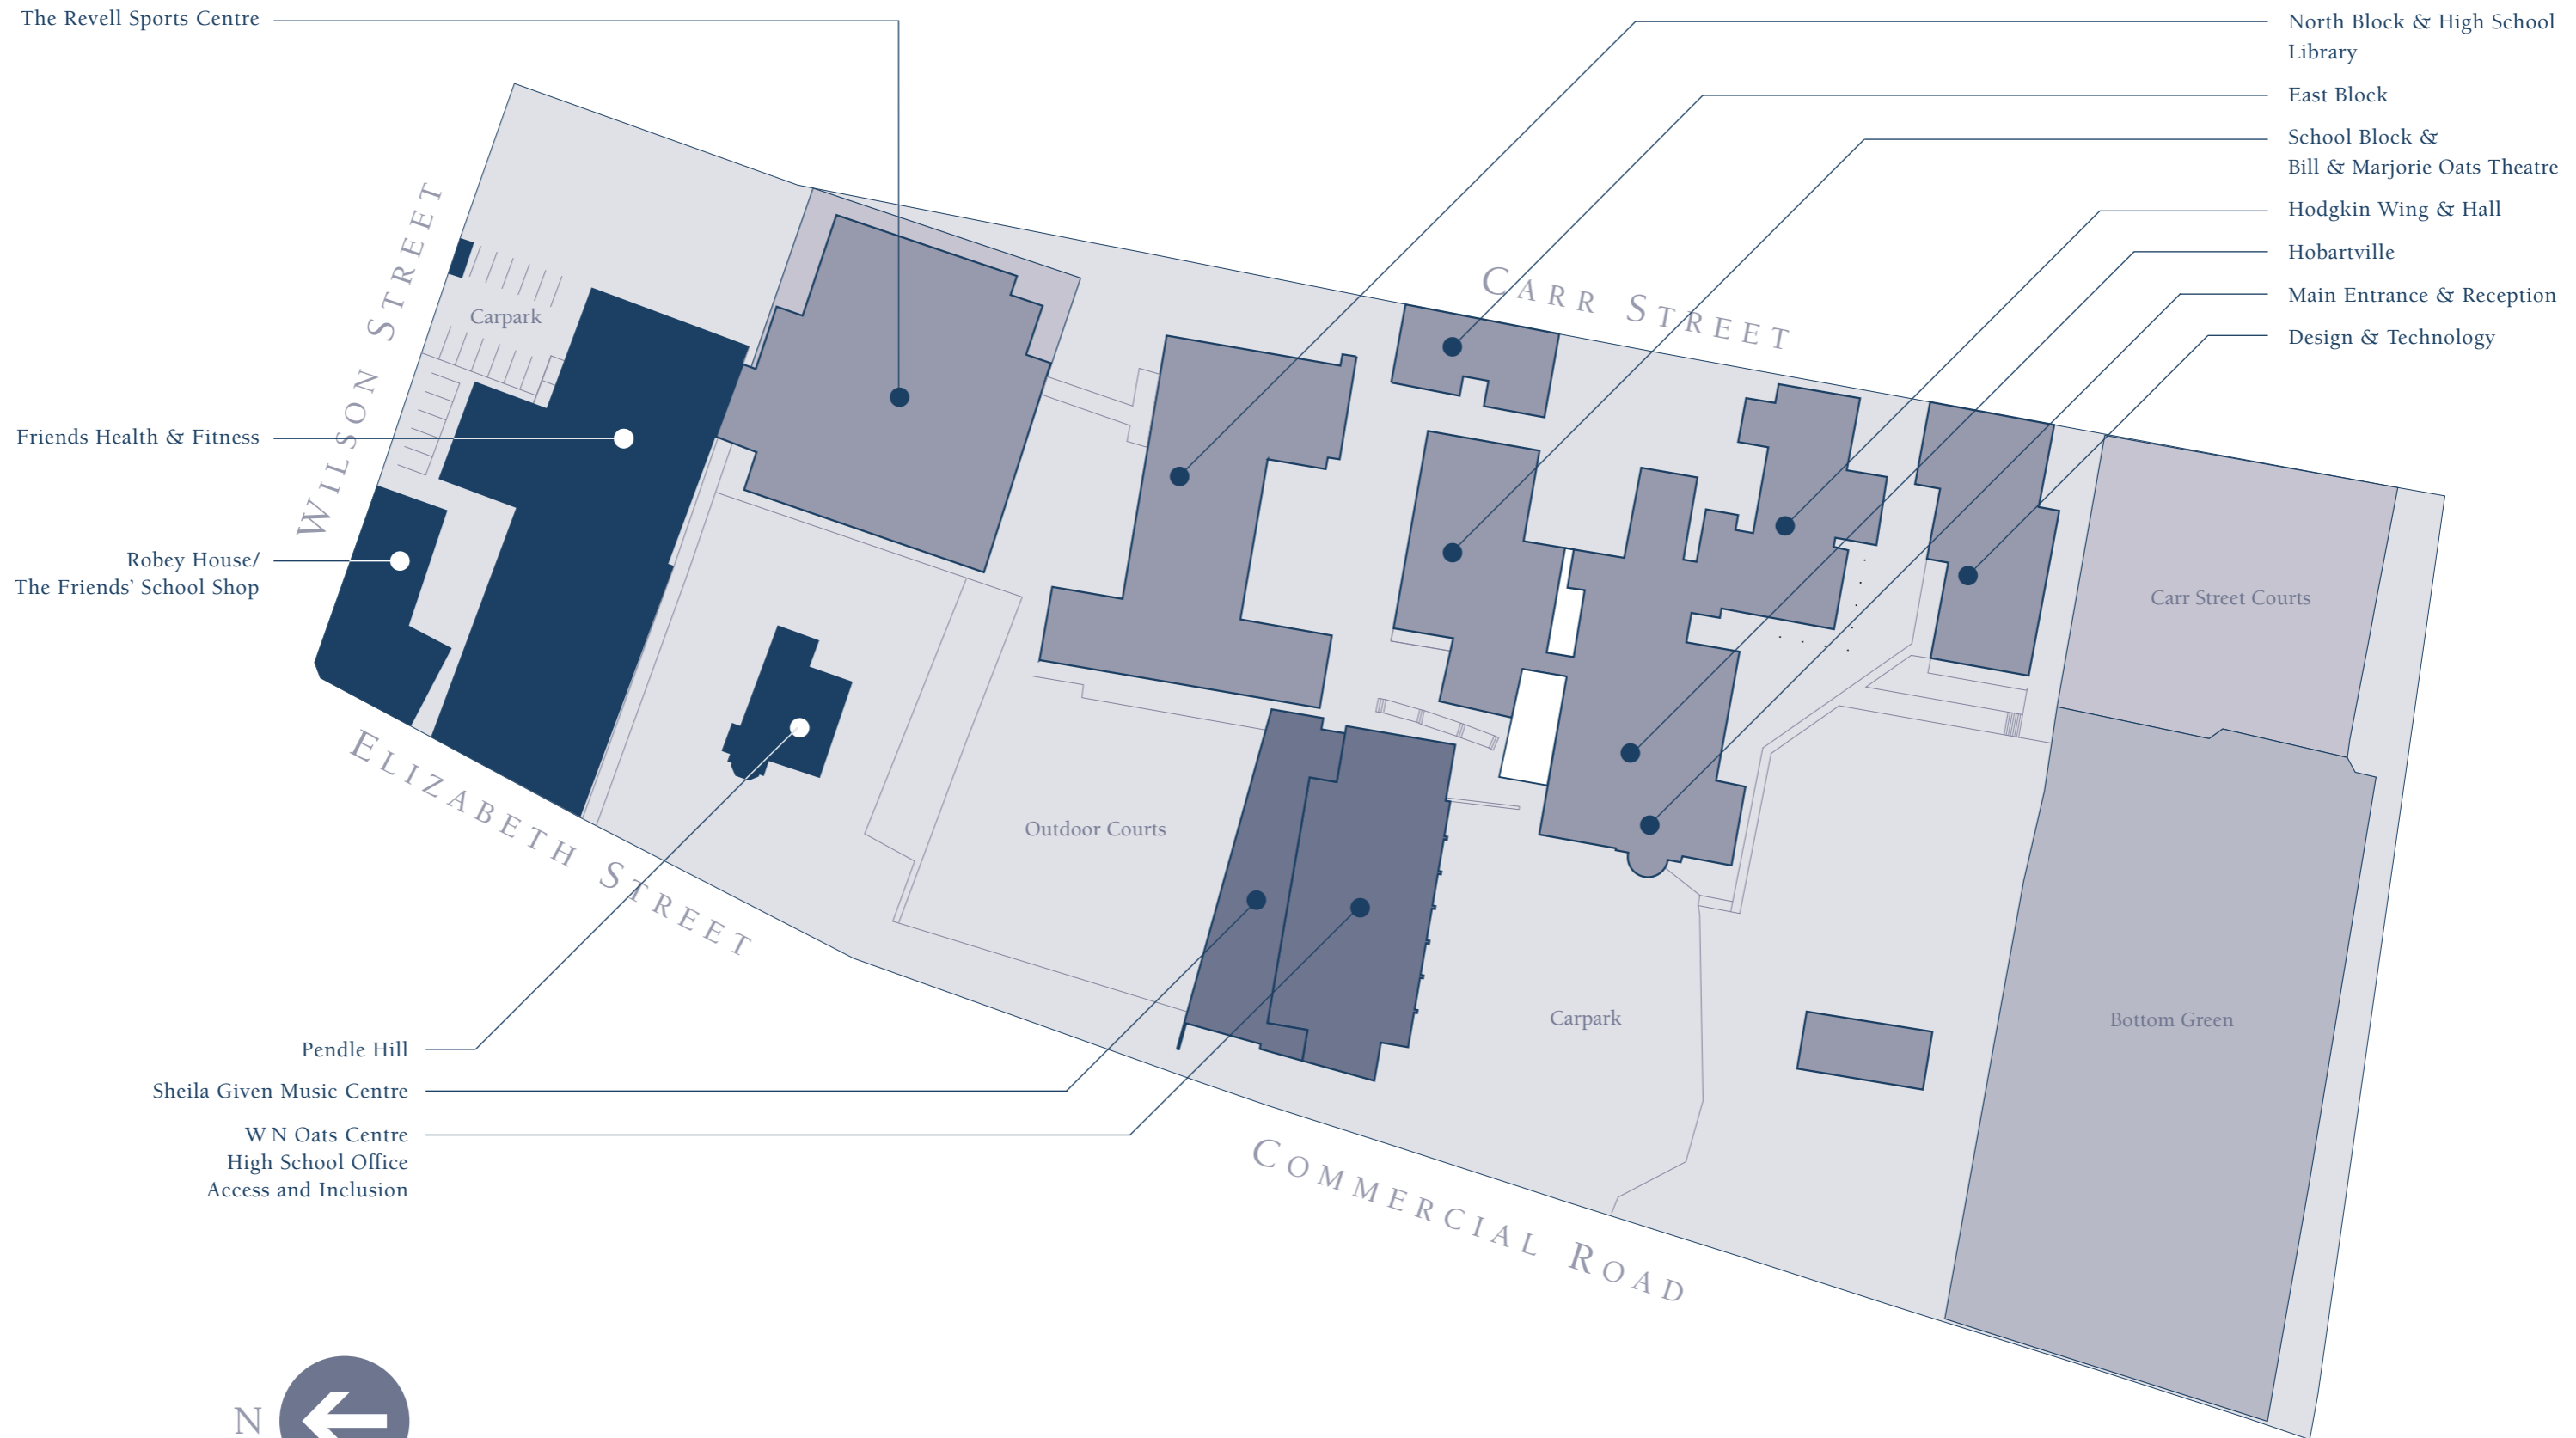 The Revell Sports Centre
North Block & High School
Library
East Block
School Block &
Bill & Marjorie Oats Theatre
Hodgkin Wing & Hall
Hobartville
Main Entrance & Reception
Design & Technology
WILSON STREET
CARR STREET
Carpark
Friends Health & Fitness
Robey House/
The Friends' School Shop
Carr Street Courts
ELIZABETH STREET
Outdoor Courts
Carpark
Bottom Green
Pendle Hill
Sheila Given Music Centre
W N Oats Centre
High School Office
Access and Inclusion
COMMERCIAL ROAD
N